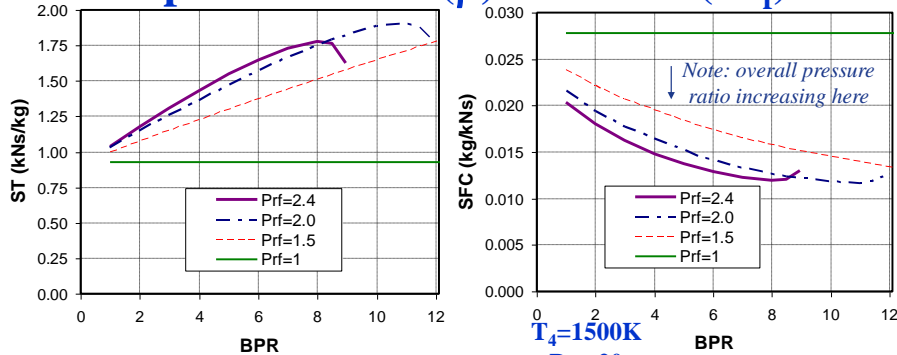 ST (kNs/kg)
2.00
1.75
1.50
1.25
1.00
0.75
0.50
0.25
0.00
Prf=2.4
Prf=2.0
Prf=1.5
Prf=1
0 2 4 6 8 10 12
BPR
SFC (kg/kNs)
0.030
0.025
0.020
0.015
0.010
0.005
0.000
Note: overall pressure
ratio increasing here
Prf=2.4
Prf=2.0
Prf=1.5
Prf=1
0 2 4 6 8 10 12
T₄=1500K
BPR